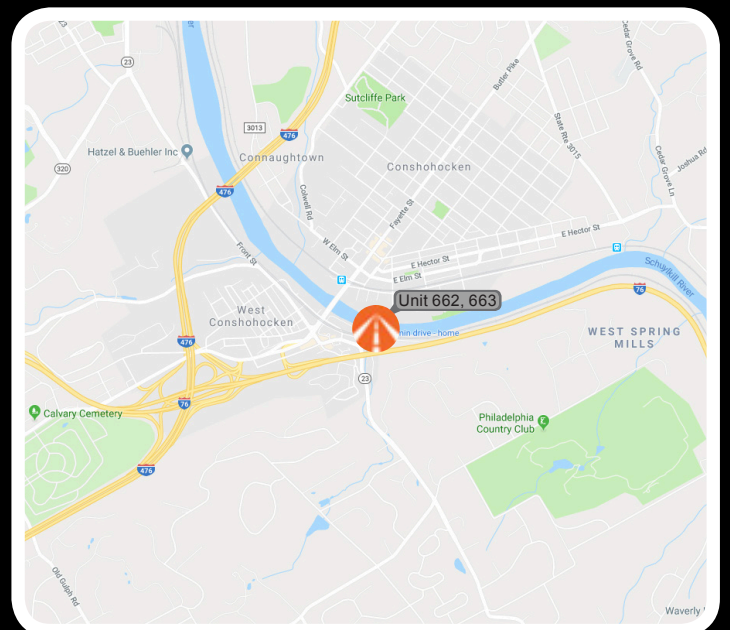 23
Sutcliffe Park
Butler Pike
Cedar Grove Rd
3013
476
State Rte 3015
Hatzel & Buehler Inc
Connaughtown
Conshohocken
Cedar Grove Ln
Joshua Rd
320
476
Colwell Rd
Fayette St
W Elm St
E Hector St
Front St
E Hector St
E Elm St
Schuylkill River
76
Unit 662, 663
West
Conshohocken
min drive - home
WEST SPRING
MILLS
476
23
76
Calvary Cemetery
Philadelphia
Country Club
476
Old Gulph Rd
Waverly